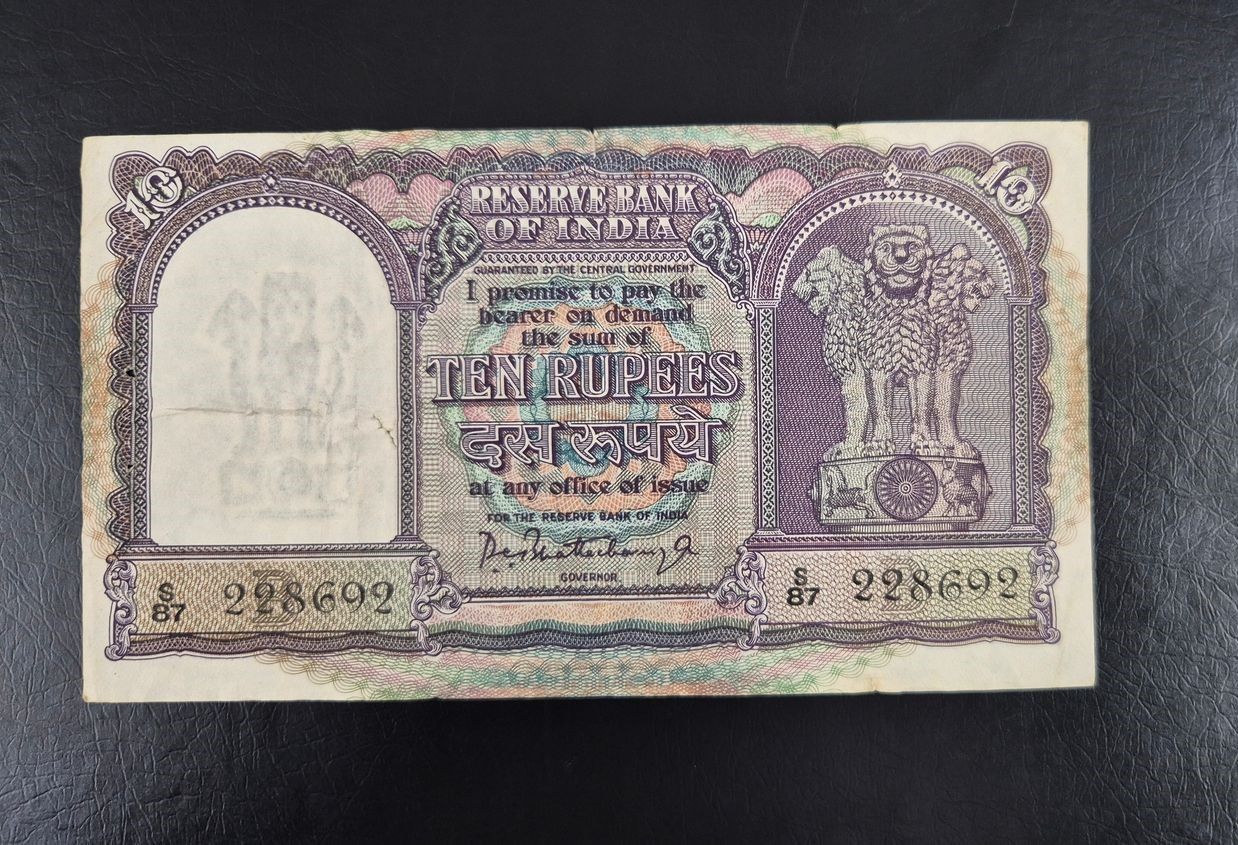 10
10
RESERVE BANK
OF INDIA
GUARANTEED BY THE CENTRAL GOVERNMENT
I promise to pay the
bearer on demand
the sum of
TEN RUPEES
दस रूपये
at any office of issue
FOR THE RESERVE BANK OF INDIA
GOVERNOR
S/87 228692
S/87 228692